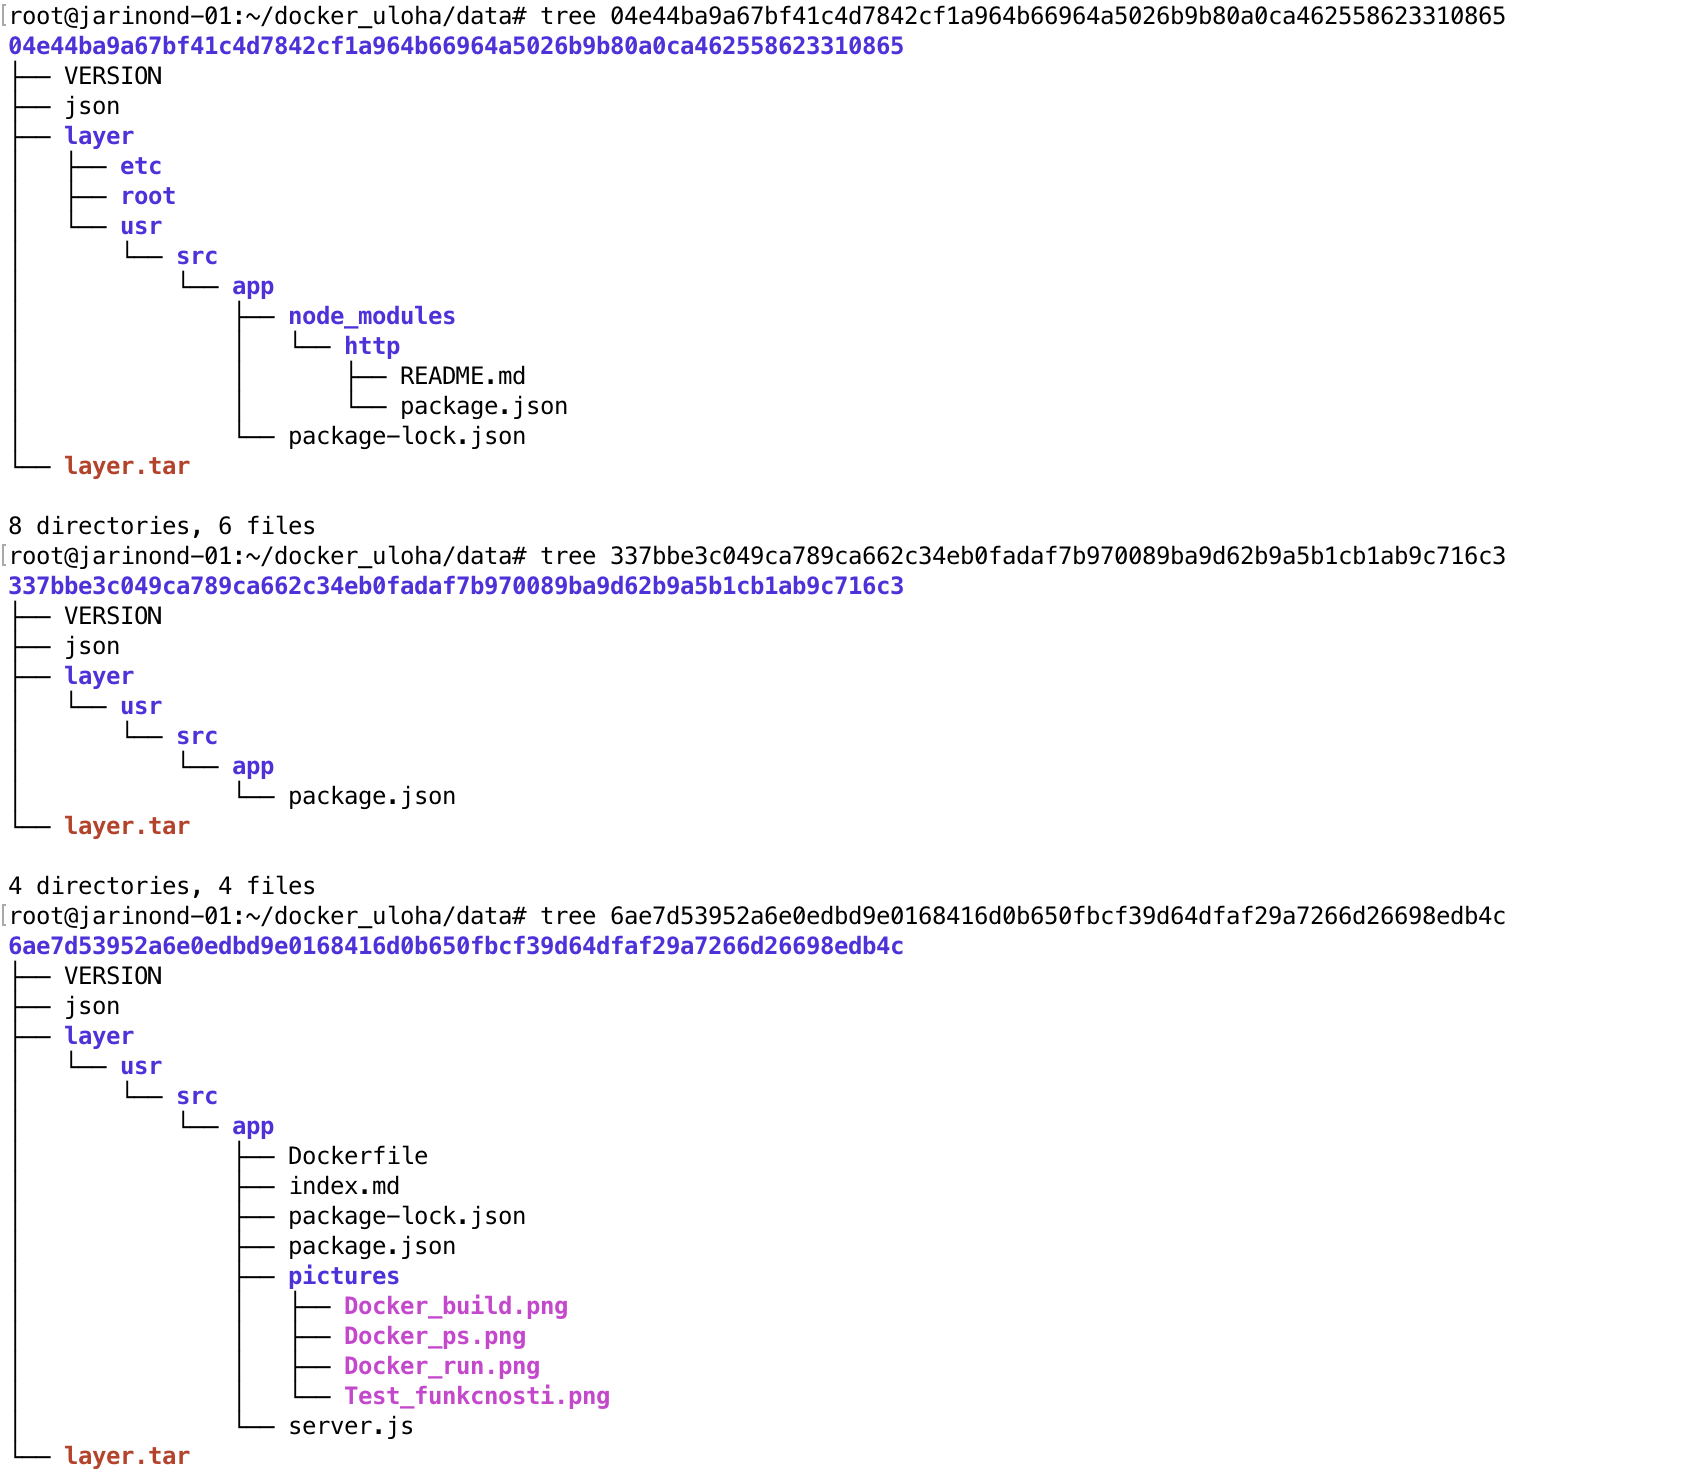 [root@jarinond-01:~/docker_uloha/data# tree 04e44ba9a67bf41c4d7842cf1a964b66964a5026b9b80a0ca462558623310865
04e44ba9a67bf41c4d7842cf1a964b66964a5026b9b80a0ca462558623310865
├── VERSION
├── json
├── layer
│   ├── etc
│   ├── root
│   └── usr
│       └── src
│           └── app
│               ├── node_modules
│               │   └── http
│               │       ├── README.md
│               │       └── package.json
│               └── package-lock.json
└── layer.tar

8 directories, 6 files
[root@jarinond-01:~/docker_uloha/data# tree 337bbe3c049ca789ca662c34eb0fadaf7b970089ba9d62b9a5b1cb1ab9c716c3
337bbe3c049ca789ca662c34eb0fadaf7b970089ba9d62b9a5b1cb1ab9c716c3
├── VERSION
├── json
├── layer
│   └── usr
│       └── src
│           └── app
│               └── package.json
└── layer.tar

4 directories, 4 files
[root@jarinond-01:~/docker_uloha/data# tree 6ae7d53952a6e0edbd9e0168416d0b650fbcf39d64dfaf29a7266d26698edb4c
6ae7d53952a6e0edbd9e0168416d0b650fbcf39d64dfaf29a7266d26698edb4c
├── VERSION
├── json
├── layer
│   └── usr
│       └── src
│           └── app
│               ├── Dockerfile
│               ├── index.md
│               ├── package-lock.json
│               ├── package.json
│               ├── pictures
│               │   ├── Docker_build.png
│               │   ├── Docker_ps.png
│               │   ├── Docker_run.png
│               │   └── Test_funkcnosti.png
│               └── server.js
└── layer.tar